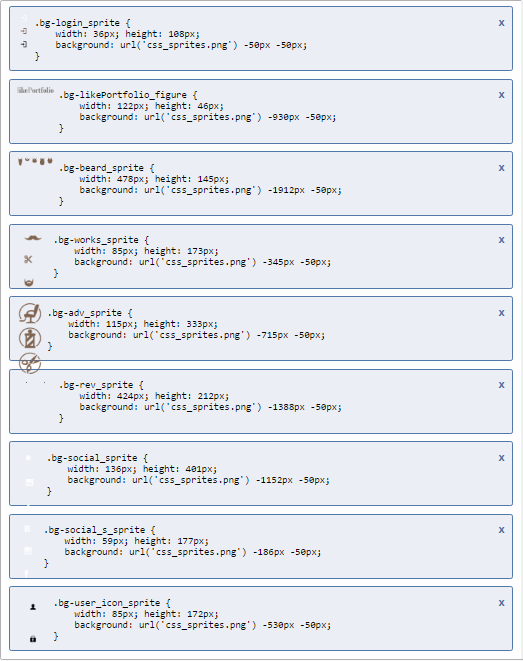 .bg-login_sprite {
x
width: 36px; height: 108px;
background: url('css_sprites.png') -50px -50px;
}
likePortfolio
.bg-likePortfolio_figure {
x
width: 122px; height: 46px;
background: url('css_sprites.png') -930px -50px;
}
.bg-beard_sprite {
x
width: 478px; height: 145px;
background: url('css_sprites.png') -1912px -50px;
}
.bg-works_sprite {
x
width: 85px; height: 173px;
background: url('css_sprites.png') -345px -50px;
}
.bg-adv_sprite {
x
width: 115px; height: 333px;
background: url('css_sprites.png') -715px -50px;
}
.bg-rev_sprite {
x
width: 424px; height: 212px;
background: url('css_sprites.png') -1388px -50px;
}
.bg-social_sprite {
x
width: 136px; height: 401px;
background: url('css_sprites.png') -1152px -50px;
}
.bg-social_s_sprite {
x
width: 59px; height: 177px;
background: url('css_sprites.png') -186px -50px;
}
.bg-user_icon_sprite {
x
width: 85px; height: 172px;
background: url('css_sprites.png') -530px -50px;
}